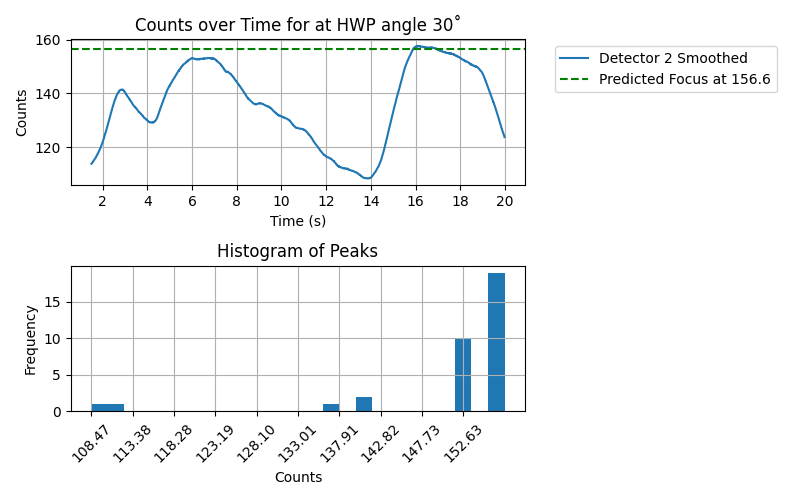 Counts over Time for at HWP angle 30˚
160
140
120
Counts
2 4 6 8 10 12 14 16 18 20
Time (s)
Detector 2 Smoothed
Predicted Focus at 156.6
Histogram of Peaks
15
10
5
0
Frequency
108.47 113.38 118.28 123.19 128.10 133.01 137.91 142.82 147.73 152.63
Counts